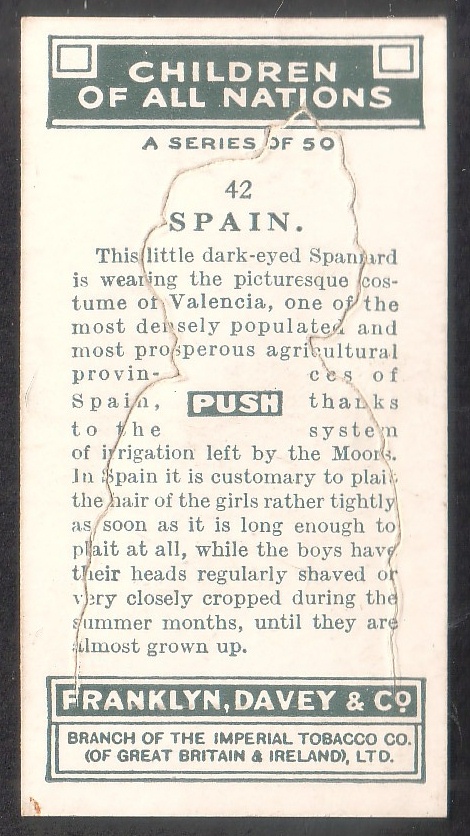 CHILDREN
OF ALL NATIONS
A SERIES OF 50
42
SPAIN.
This little dark-eyed Spaniard
is wearing the picturesque cos-
tume of Valencia, one of the
most densely populated and
most prosperous agricultural
provin- ces of
Spain, PUSH thanks
to the system
of irrigation left by the Moors.
In Spain it is customary to plait
the hair of the girls rather tightly
as soon as it is long enough to
plait at all, while the boys have
their heads regularly shaved or
very closely cropped during the
summer months, until they are
almost grown up.
FRANKLYN, DAVEY & Co.
BRANCH OF THE IMPERIAL TOBACCO CO.
(OF GREAT BRITAIN & IRELAND), LTD.